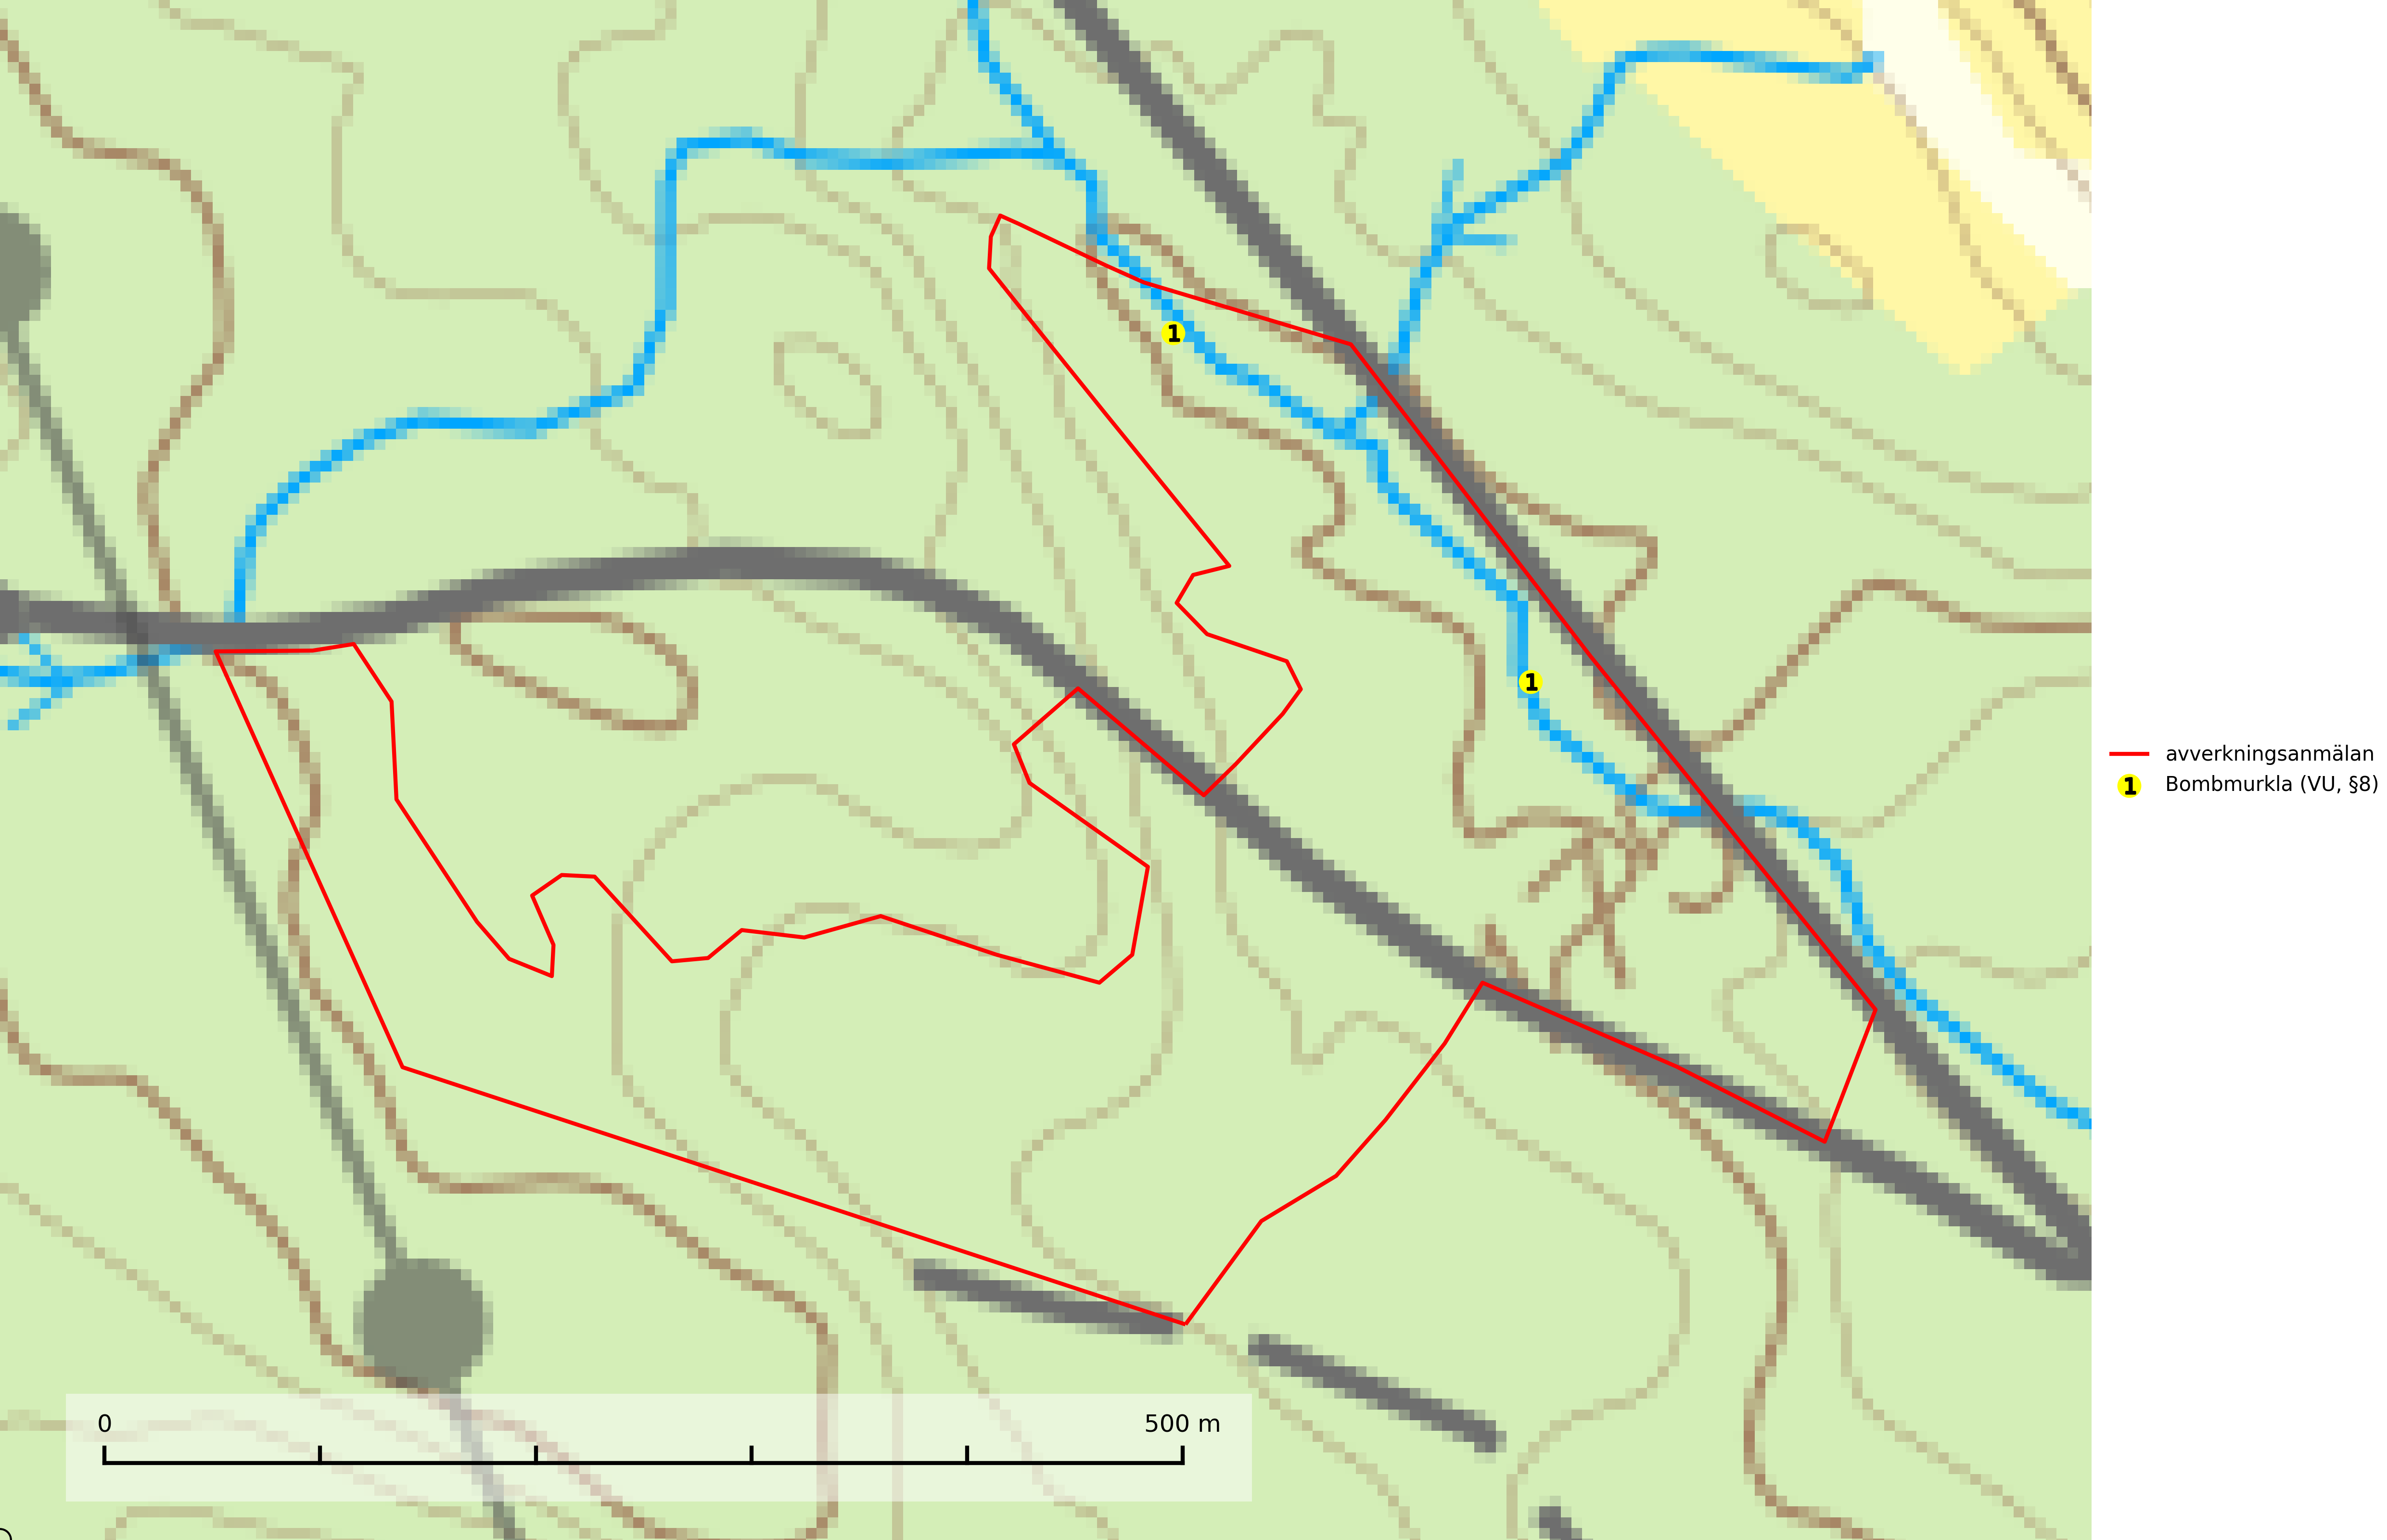 1
1
avverkningsanmälan
1 Bombmurkla (VU, §8)
0 500 m